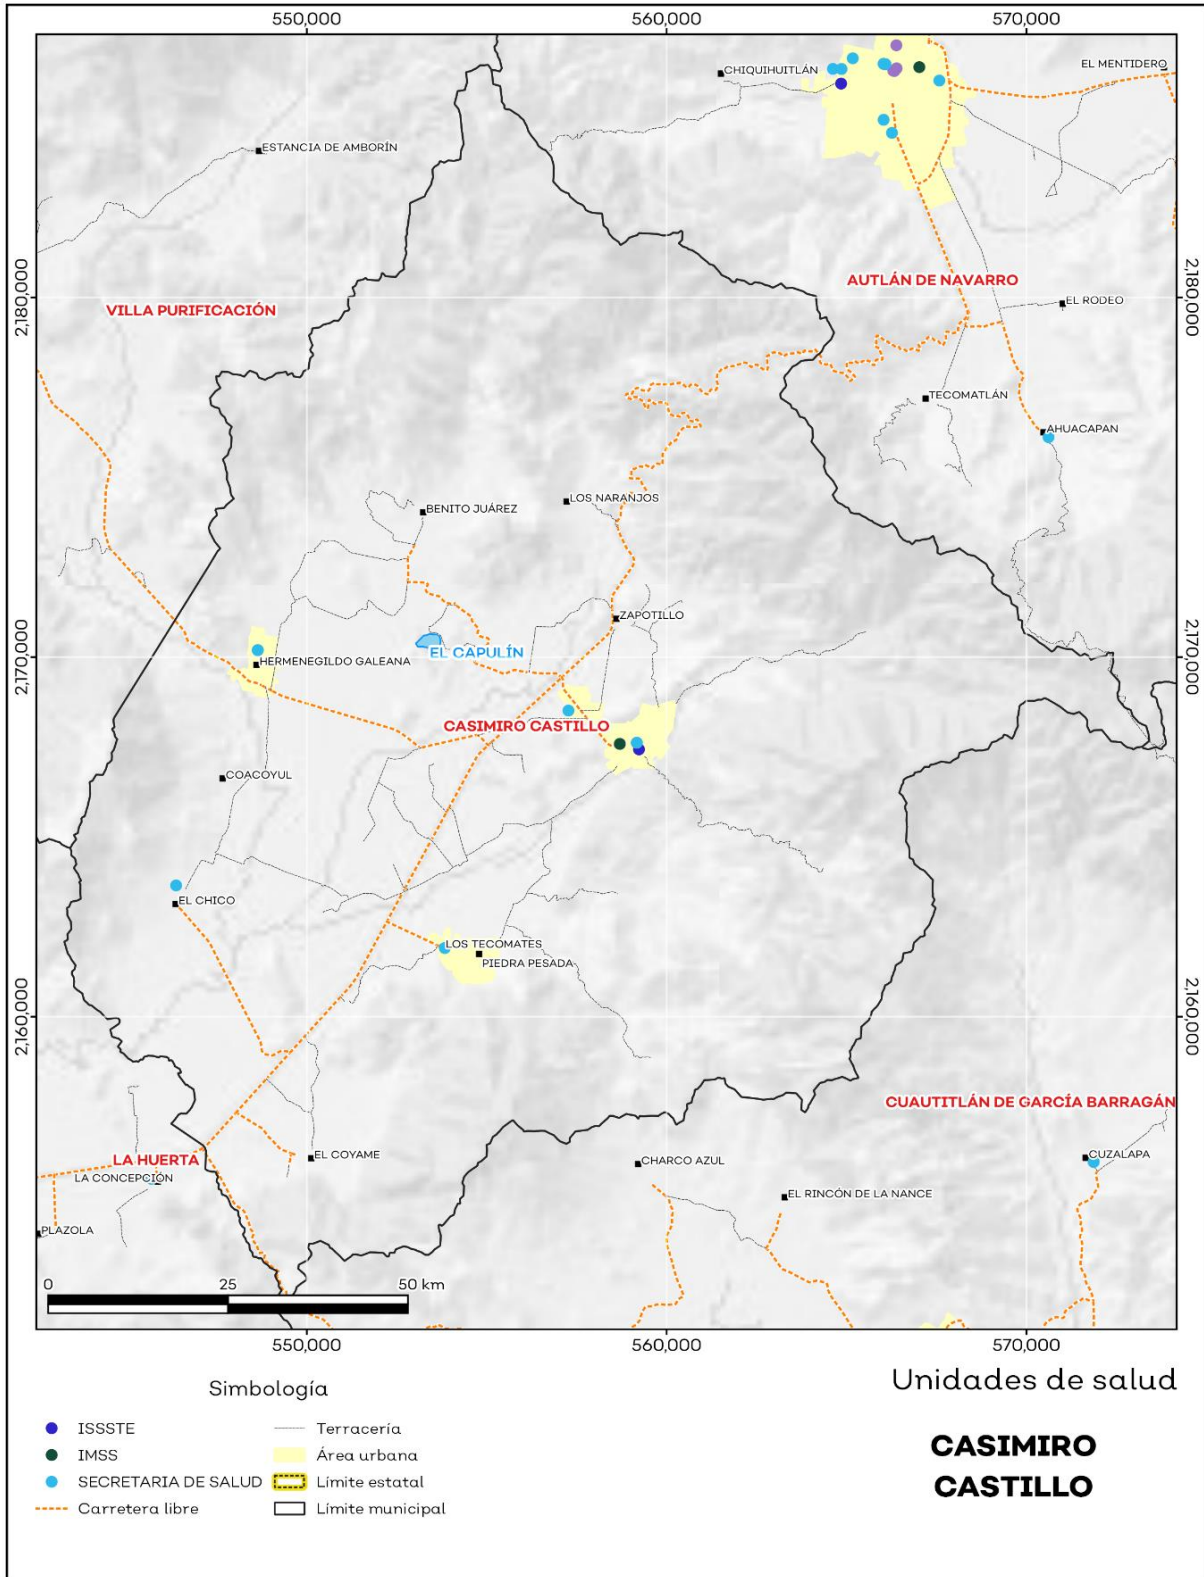 550,000
560,000
570,000
CHIQUIHUITLÁN
EL MENTIDERO
ESTANCIA DE AMBORÍN
2,180,000
2,180,000
VILLA PURIFICACIÓN
AUTLÁN DE NAVARRO
EL RODEO
TECOMATLÁN
AHUACAPAN
LOS NARANJOS
BENITO JUÁREZ
ZAPOTILLO
2,170,000
2,170,000
EL CAPULÍN
HERMENEGILDO GALEANA
CASIMIRO CASTILLO
COACOYUL
EL CHICO
LOS TECOMATES
PIEDRA PESADA
2,160,000
2,160,000
CUAUTITLÁN DE GARCÍA BARRAGÁN
LA HUERTA
EL COYAME
CHARCO AZUL
CUZALAPA
LA CONCEPCIÓN
EL RINCÓN DE LA NANCE
PLAZOLA
0 25 50 km
550,000
560,000
570,000
Simbología
ISSSTE
IMSS
SECRETARIA DE SALUD
Carretera libre
Terracería
Área urbana
Límite estatal
Límite municipal
Unidades de salud
CASIMIRO
CASTILLO